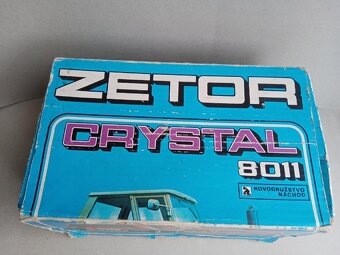 ZETOR
CRYSTAL
8011
KOVODRUŽSTVO
NÁCHOD